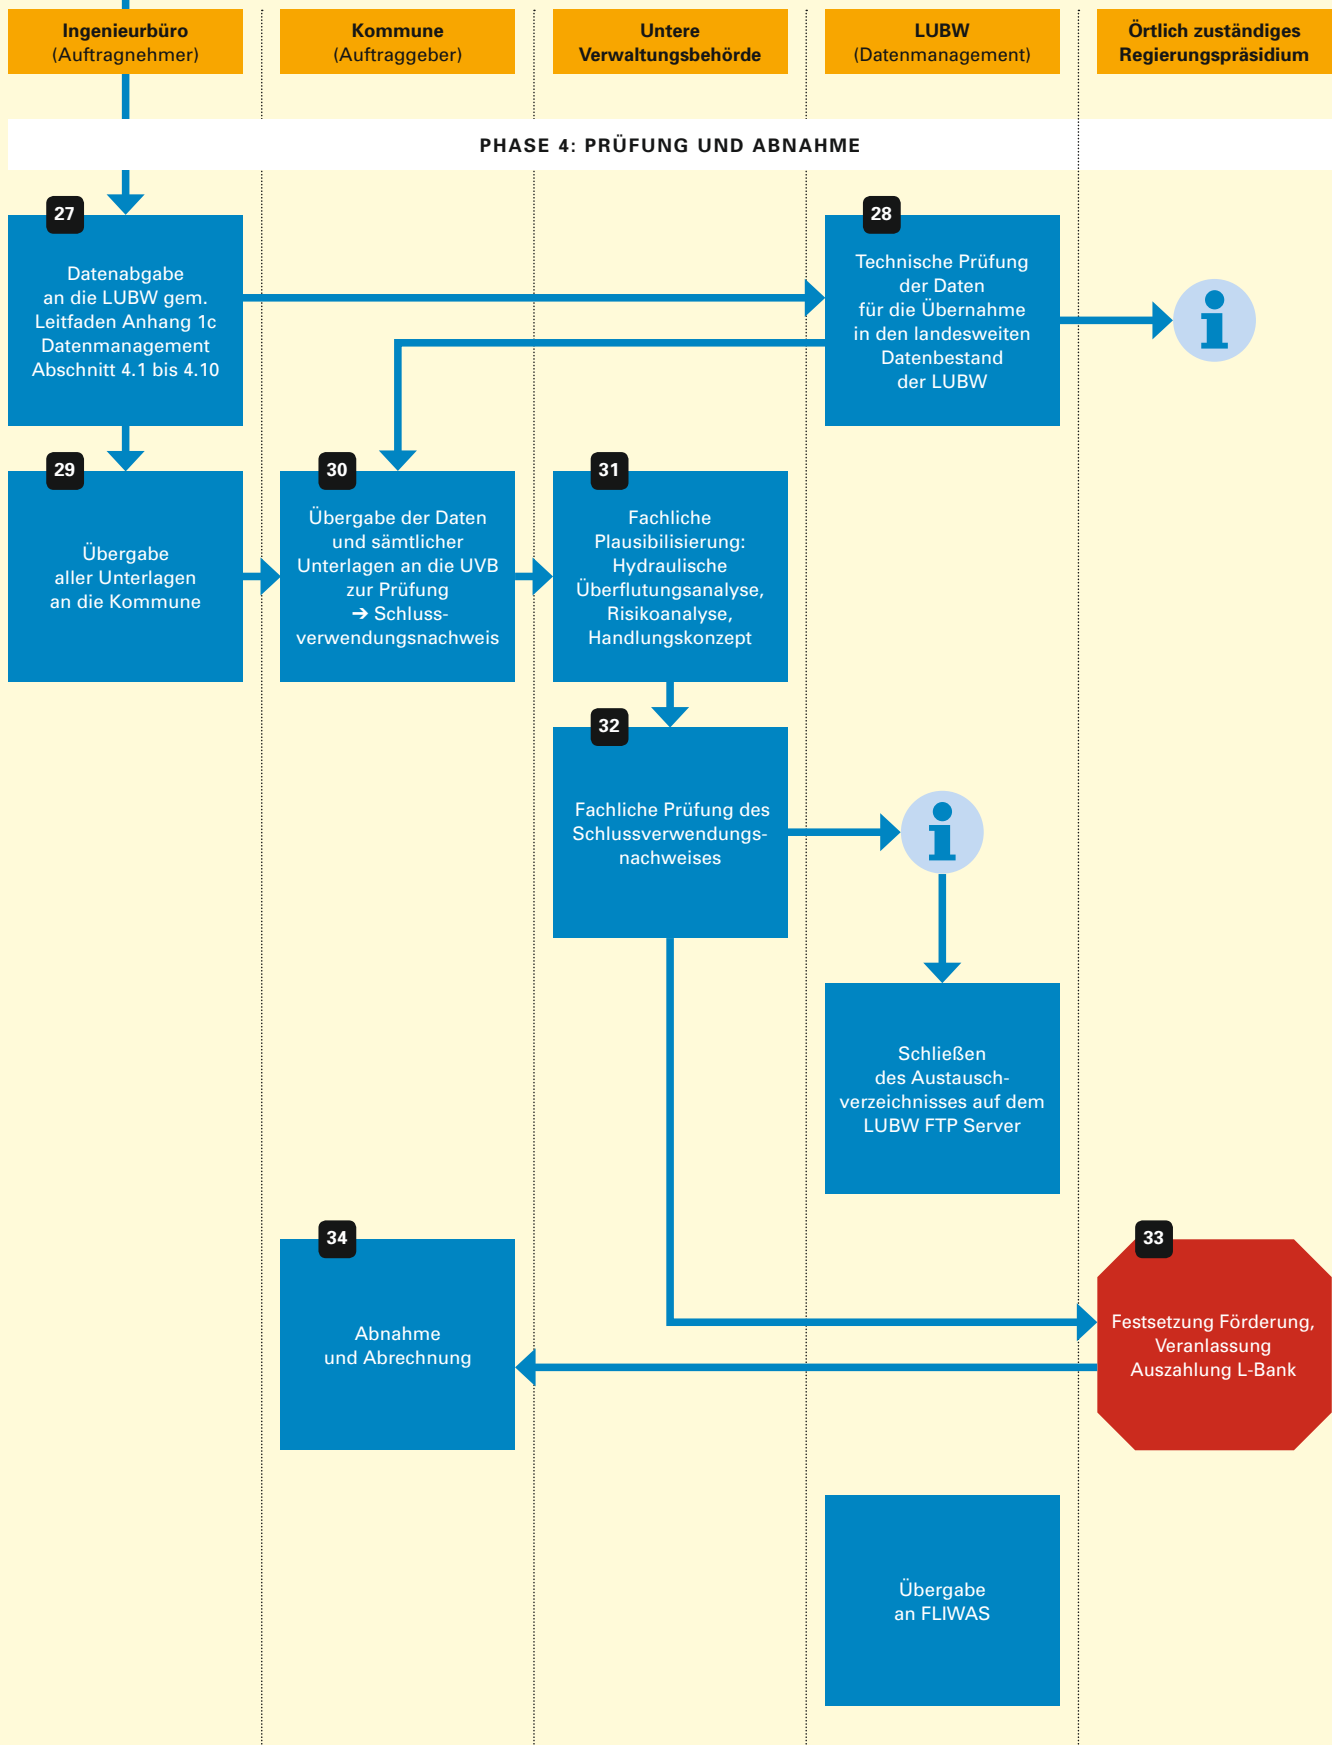 Ingenieurbüro
(Auftragnehmer)
Kommune
(Auftraggeber)
Untere
Verwaltungsbehörde
LUBW
(Datenmanagement)
Örtlich zuständiges
Regierungspräsidium
PHASE 4: PRÜFUNG UND ABNAHME
27
Datenabgabe
an die LUBW gem.
Leitfaden Anhang 1c
Datenmanagement
Abschnitt 4.1 bis 4.10
28
Technische Prüfung
der Daten
für die Übernahme
in den landesweiten
Datenbestand
der LUBW
i
29
Übergabe
aller Unterlagen
an die Kommune
30
Übergabe der Daten
und sämtlicher
Unterlagen an die UVB
zur Prüfung
➔ Schluss-
verwendungsnachweis
31
Fachliche
Plausibilisierung:
Hydraulische
Überflutungsanalyse,
Risikoanalyse,
Handlungskonzept
32
Fachliche Prüfung des
Schlussverwendungs-
nachweises
i
Schließen
des Austausch-
verzeichnisses auf dem
LUBW FTP Server
33
Festsetzung Förderung,
Veranlassung
Auszahlung L-Bank
34
Abnahme
und Abrechnung
Übergabe
an FLIWAS